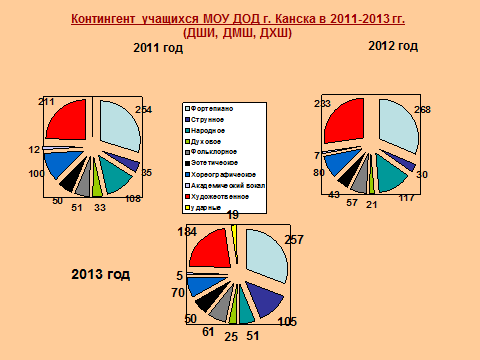 Контингент учащихся МОУ ДОД г. Канска в 2011-2013 гг.
(ДШИ, ДМШ, ДХШ)
2011 год
2012 год
211
254
12
35
100
108
50
51
33
Фортепиано
Струнное
Народное
Духовое
Фольклорное
Эстетическое
Хореографическое
Академический вокал
Художественное
ударные
233
268
7
30
80
117
43
57
21
2013 год
19
184
257
5
70
105
50
61
25
51